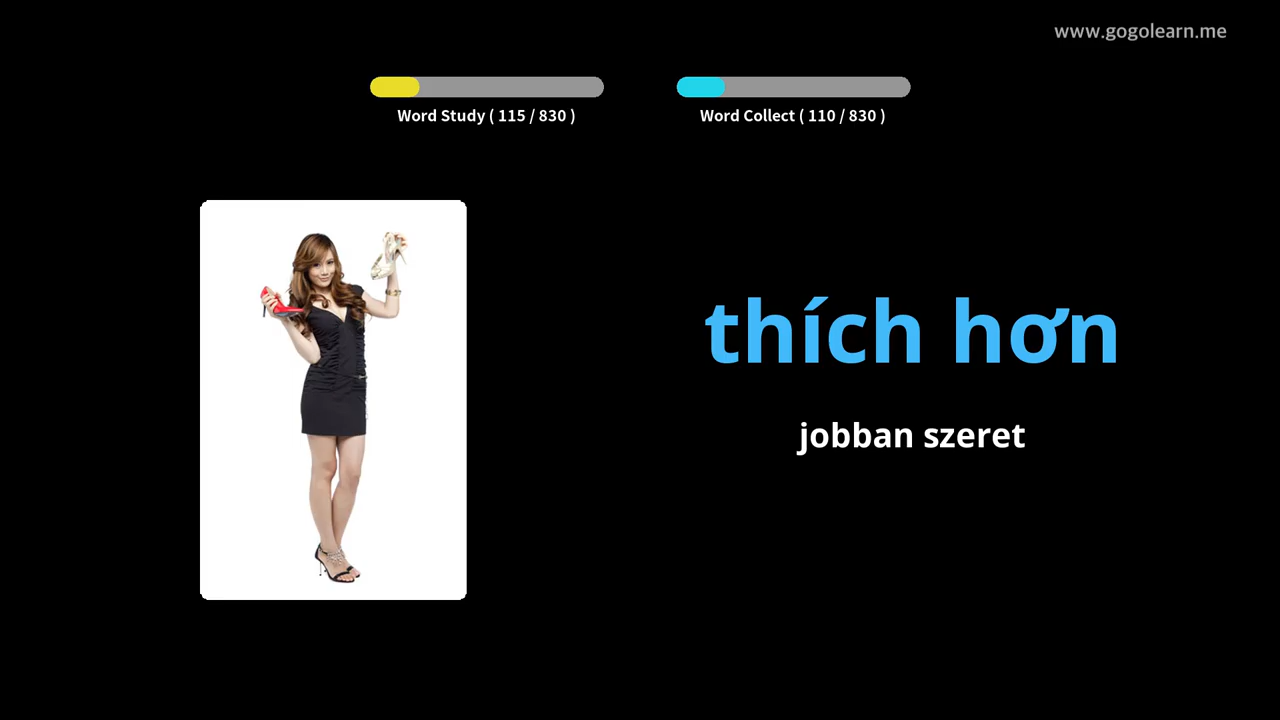 www.gogolearn.me
Word Study ( 115 / 830 )
Word Collect ( 110 / 830 )
thích hơn
jobban szeret